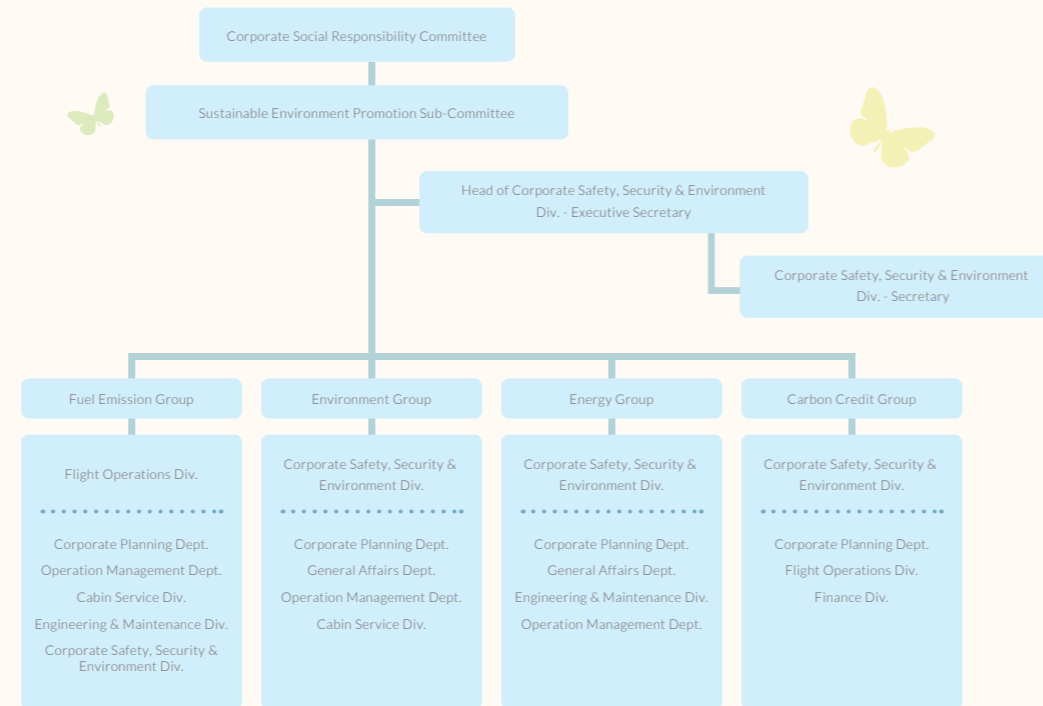 Corporate Social Responsibility Committee
Sustainable Environment Promotion Sub-Committee
Head of Corporate Safety, Security & Environment
Div. - Executive Secretary
Corporate Safety, Security & Environment
Div. - Secretary
Fuel Emission Group
Flight Operations Div.
Corporate Planning Dept.
Operation Management Dept.
Cabin Service Div.
Engineering & Maintenance Div.
Corporate Safety, Security &
Environment Div.
Environment Group
Corporate Safety, Security &
Environment Div.
Corporate Planning Dept.
General Affairs Dept.
Operation Management Dept.
Cabin Service Div.
Energy Group
Corporate Safety, Security &
Environment Div.
Corporate Planning Dept.
General Affairs Dept.
Engineering & Maintenance Div.
Operation Management Dept.
Carbon Credit Group
Corporate Safety, Security &
Environment Div.
Corporate Planning Dept.
Flight Operations Div.
Finance Div.